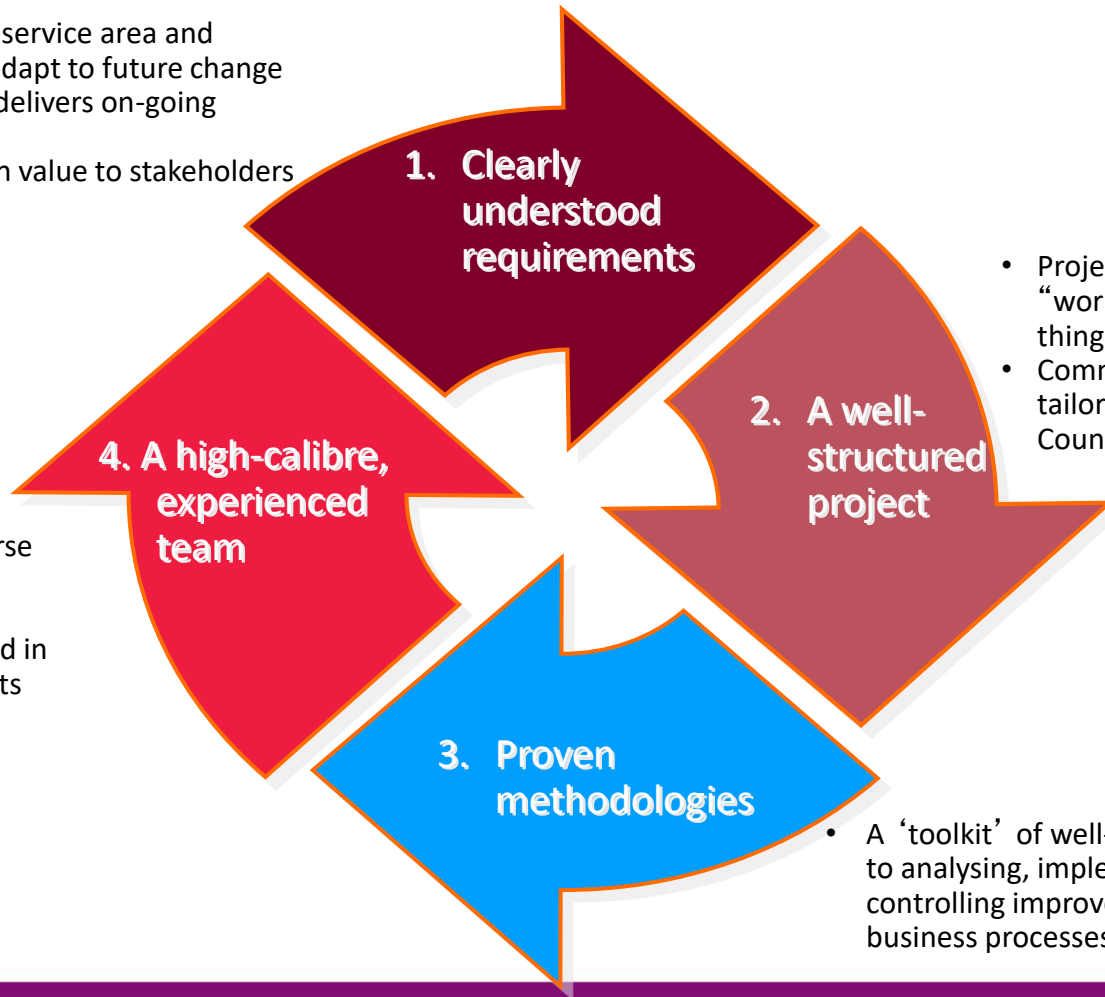 service area and
dapt to future change
delivers on-going
n value to stakeholders
1. Clearly
understood
requirements
• Proje
“wor
thing
• Comm
tailor
Coun
2. A well-
structured
project
4. A high-calibre,
experienced
team
rse
d in
ts
3. Proven
methodologies
• A ‘toolkit’ of well-
to analysing, imple
controlling improve
business processes